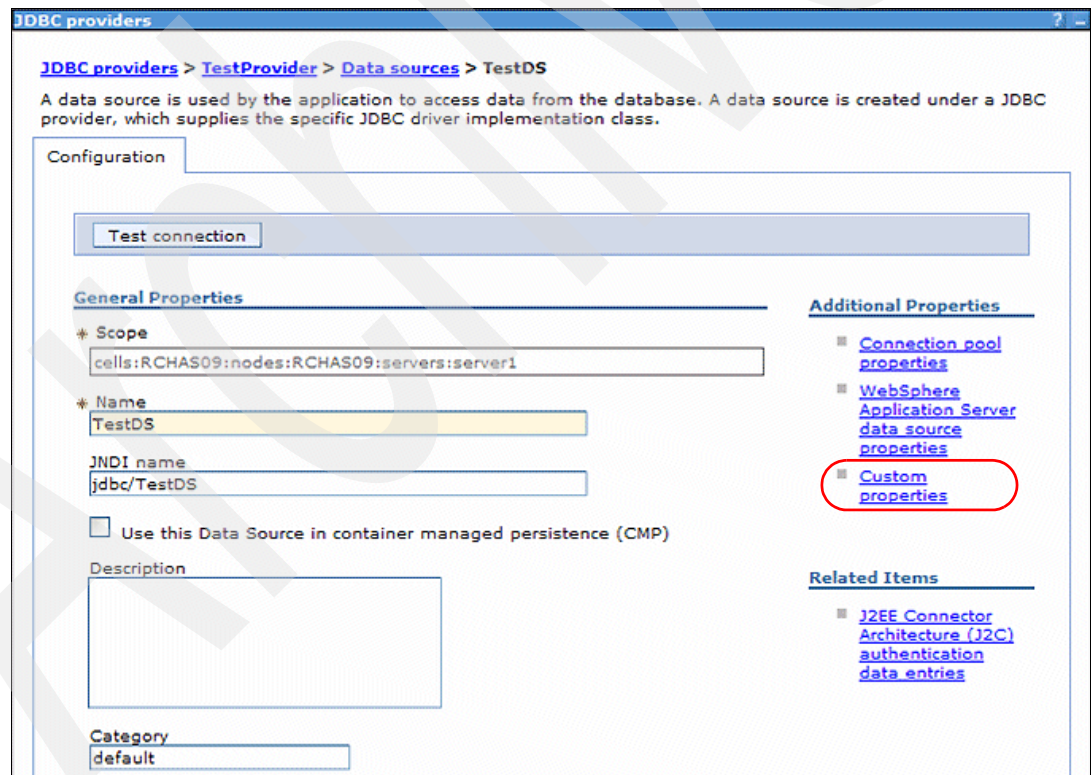 JDBC providers ? –
JDBC providers > TestProvider > Data sources > TestDS
A data source is used by the application to access data from the database. A data source is created under a JDBC
provider, which supplies the specific JDBC driver implementation class.
Configuration
Test connection
General Properties
* Scope
cells:RCHAS09:nodes:RCHAS09:servers:server1
* Name
TestDS
JNDI name
jdbc/TestDS
Use this Data Source in container managed persistence (CMP)
Description
Category
default
Additional Properties
Connection pool
properties
WebSphere
Application Server
data source
properties
Custom
properties
Related Items
J2EE Connector
Architecture (J2C)
authentication
data entries